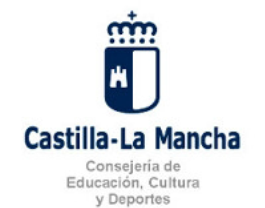 Castilla-La Mancha
Consejería de
Educación, Cultura
y Deportes